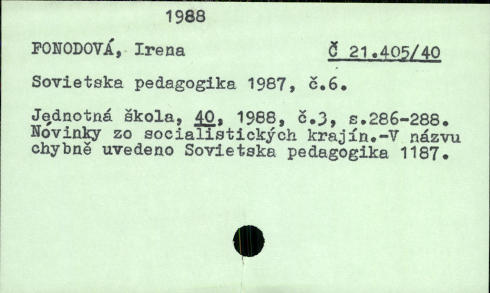 1988
FONODOVÁ, Irena Č 21.405/40
Sovietska pedagogika 1987, č.6.
Jednotná škola, 40, 1988, č.3, s.286-288.
Novinky zo socialistických krajín.-V názvu
chybně uvedeno Sovietska pedagogika 1187.